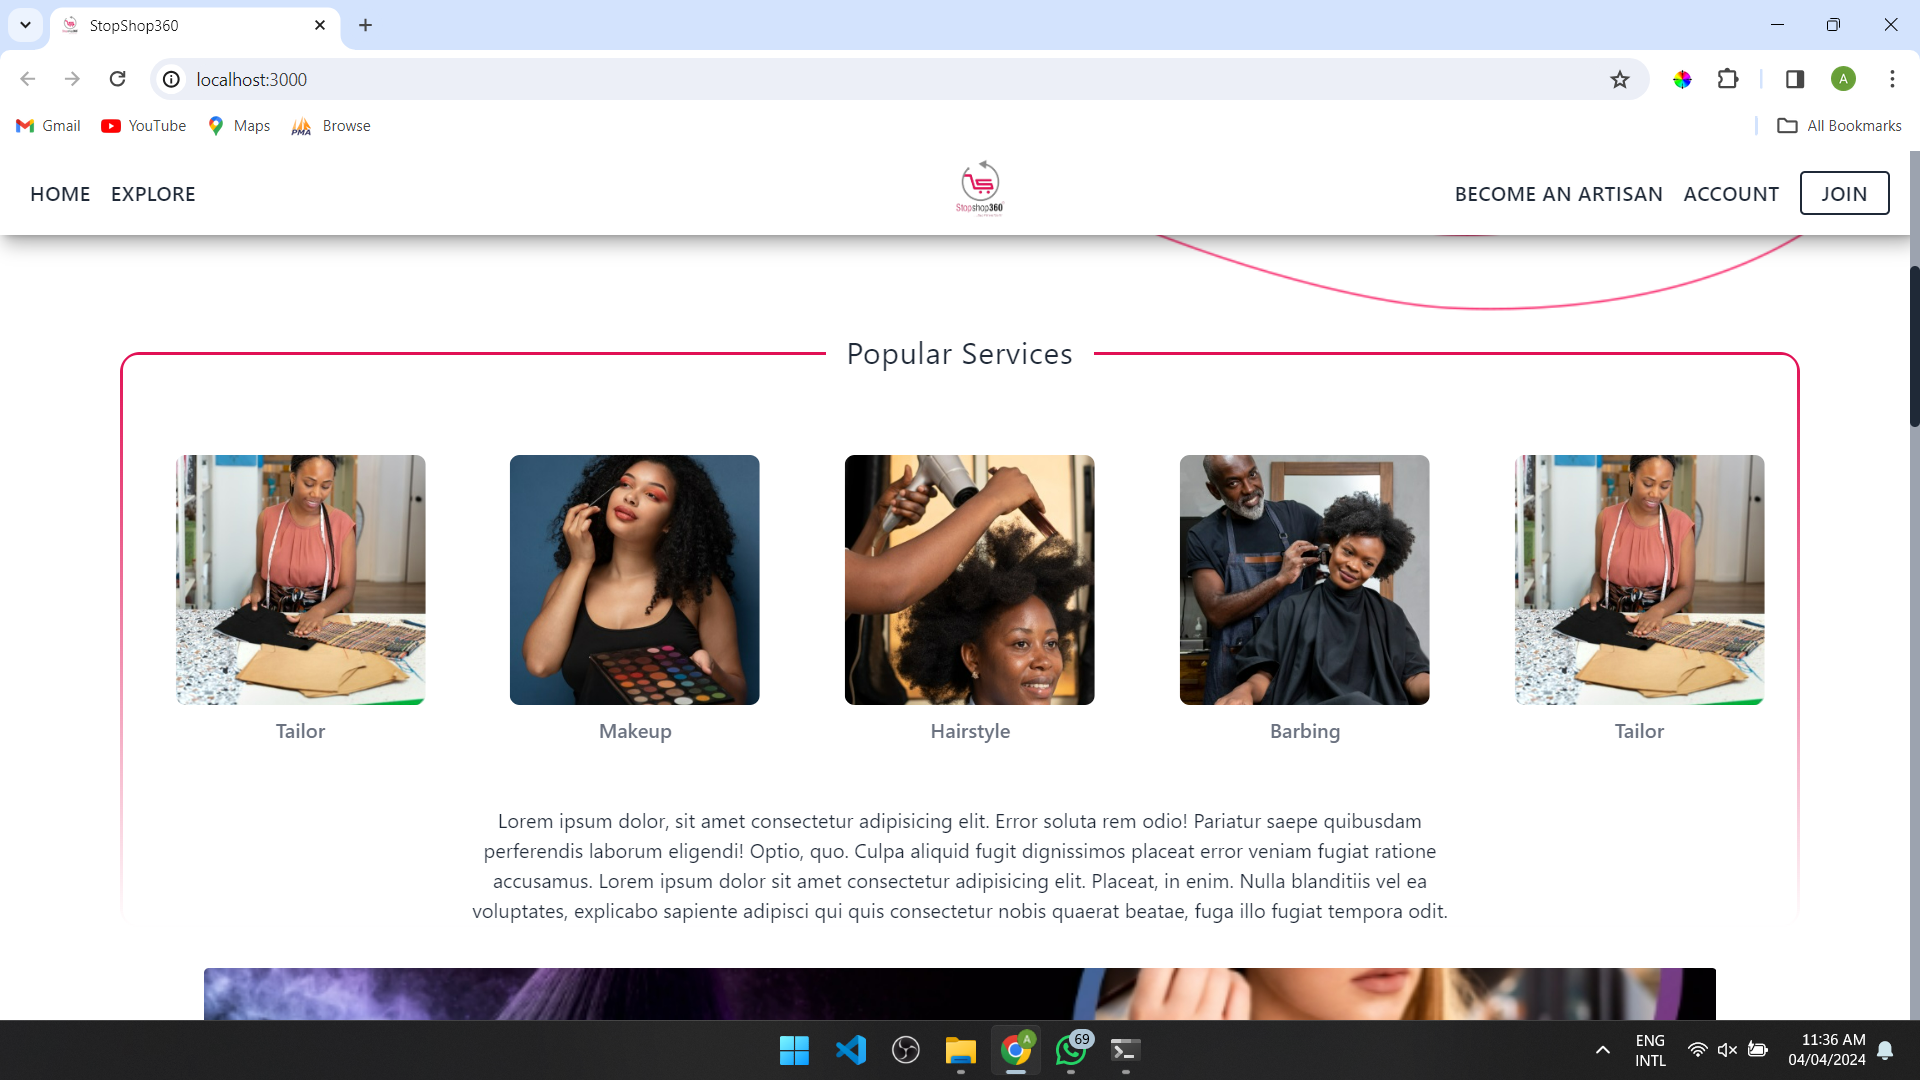 StopShop360
localhost:3000
A
Gmail YouTube PMA Maps Browse All Bookmarks
HOME EXPLORE Stopshop360 BECOME AN ARTISAN ACCOUNT JOIN
Popular Services
Tailor Makeup Hairstyle Barbing Tailor
Lorem ipsum dolor, sit amet consectetur adipisicing elit. Error soluta rem odio! Pariatur saepe quibusdam
perferendis laborum eligendi! Optio, quo. Culpa aliquid fugit dignissimos placeat error veniam fugiat ratione
accusamus. Lorem ipsum dolor sit amet consectetur adipisicing elit. Placeat, in enim. Nulla blanditiis vel ea
voluptates, explicabo sapiente adipisci qui quis consectetur nobis quaerat beatae, fuga illo fugiat tempora odit.
A 69
ENG
INTL
11:36 AM
04/04/2024